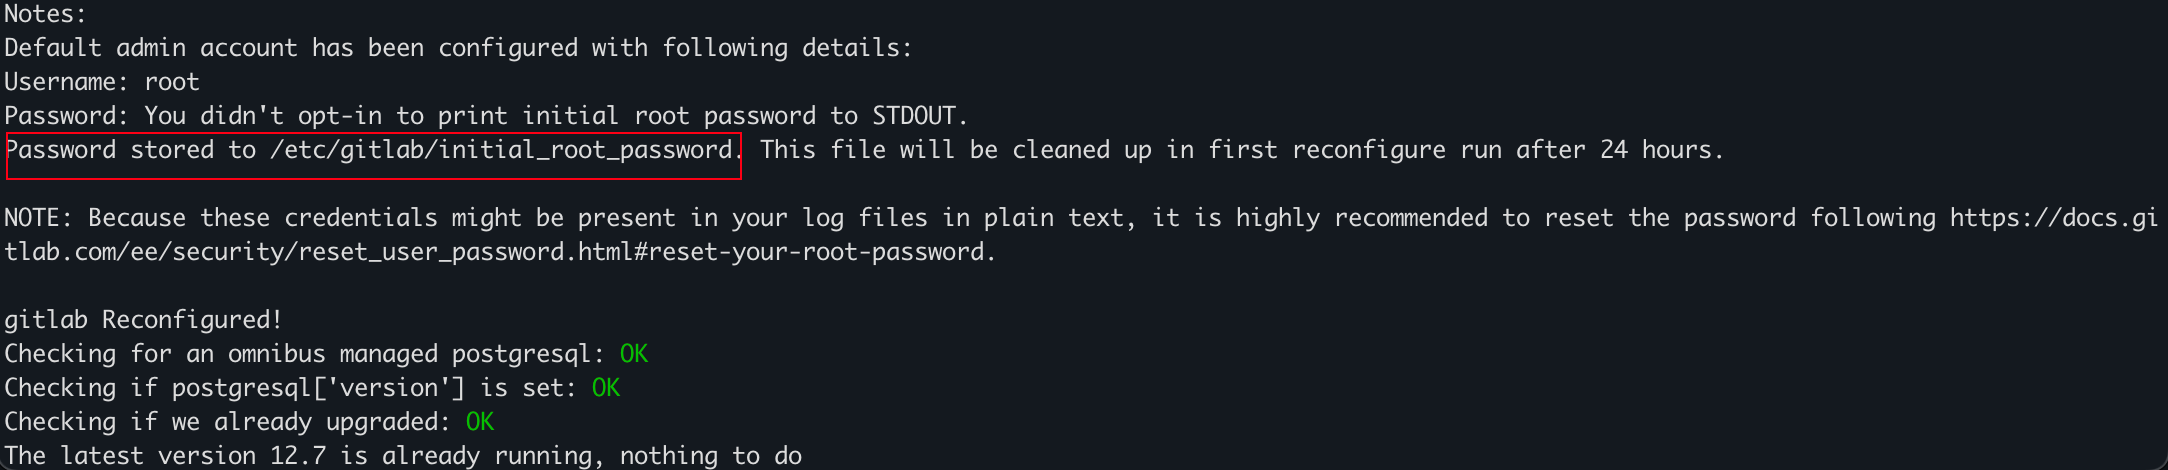 Notes:
Default admin account has been configured with following details:
Username: root
Password: You didn't opt-in to print initial root password to STDOUT.
Password stored to /etc/gitlab/initial_root_password. This file will be cleaned up in first reconfigure run after 24 hours.
NOTE: Because these credentials might be present in your log files in plain text, it is highly recommended to reset the password following https://docs.gi
tlab.com/ee/security/reset_user_password.html#reset-your-root-password.
gitlab Reconfigured!
Checking for an omnibus managed postgresql: OK
Checking if postgresql['version'] is set: OK
Checking if we already upgraded: OK
The latest version 12.7 is already running, nothing to do